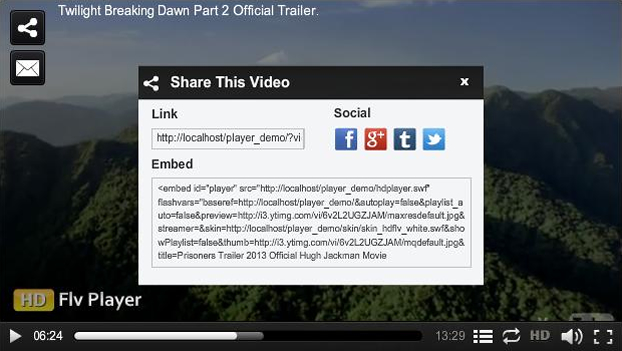 Twilight Breaking Dawn Part 2 Official Trailer.
Share This Video
x
Link
Social
http://localhost/player_demo/?vi
f g+ t
Embed
<embed id="player" src="http://localhost/player_demo/hdplayer.swf"
flashvars="baseref=http://localhost/player_demo/&autoplay=false&playlist_a
uto=false&preview=http://i3.ytimg.com/vi/6v2L2UGZJAM/maxresdefault.jpg&
streamer=&skin=http://localhost/player_demo/skin/skin_hdflv_white.swf&sho
wPlaylist=false&thumb=http://i3.ytimg.com/vi/6v2L2UGZJAM/mqdefault.jpg&
title=Prisoners Trailer 2013 Official Hugh Jackman Movie
HD Flv Player
06:24
13:29
HD